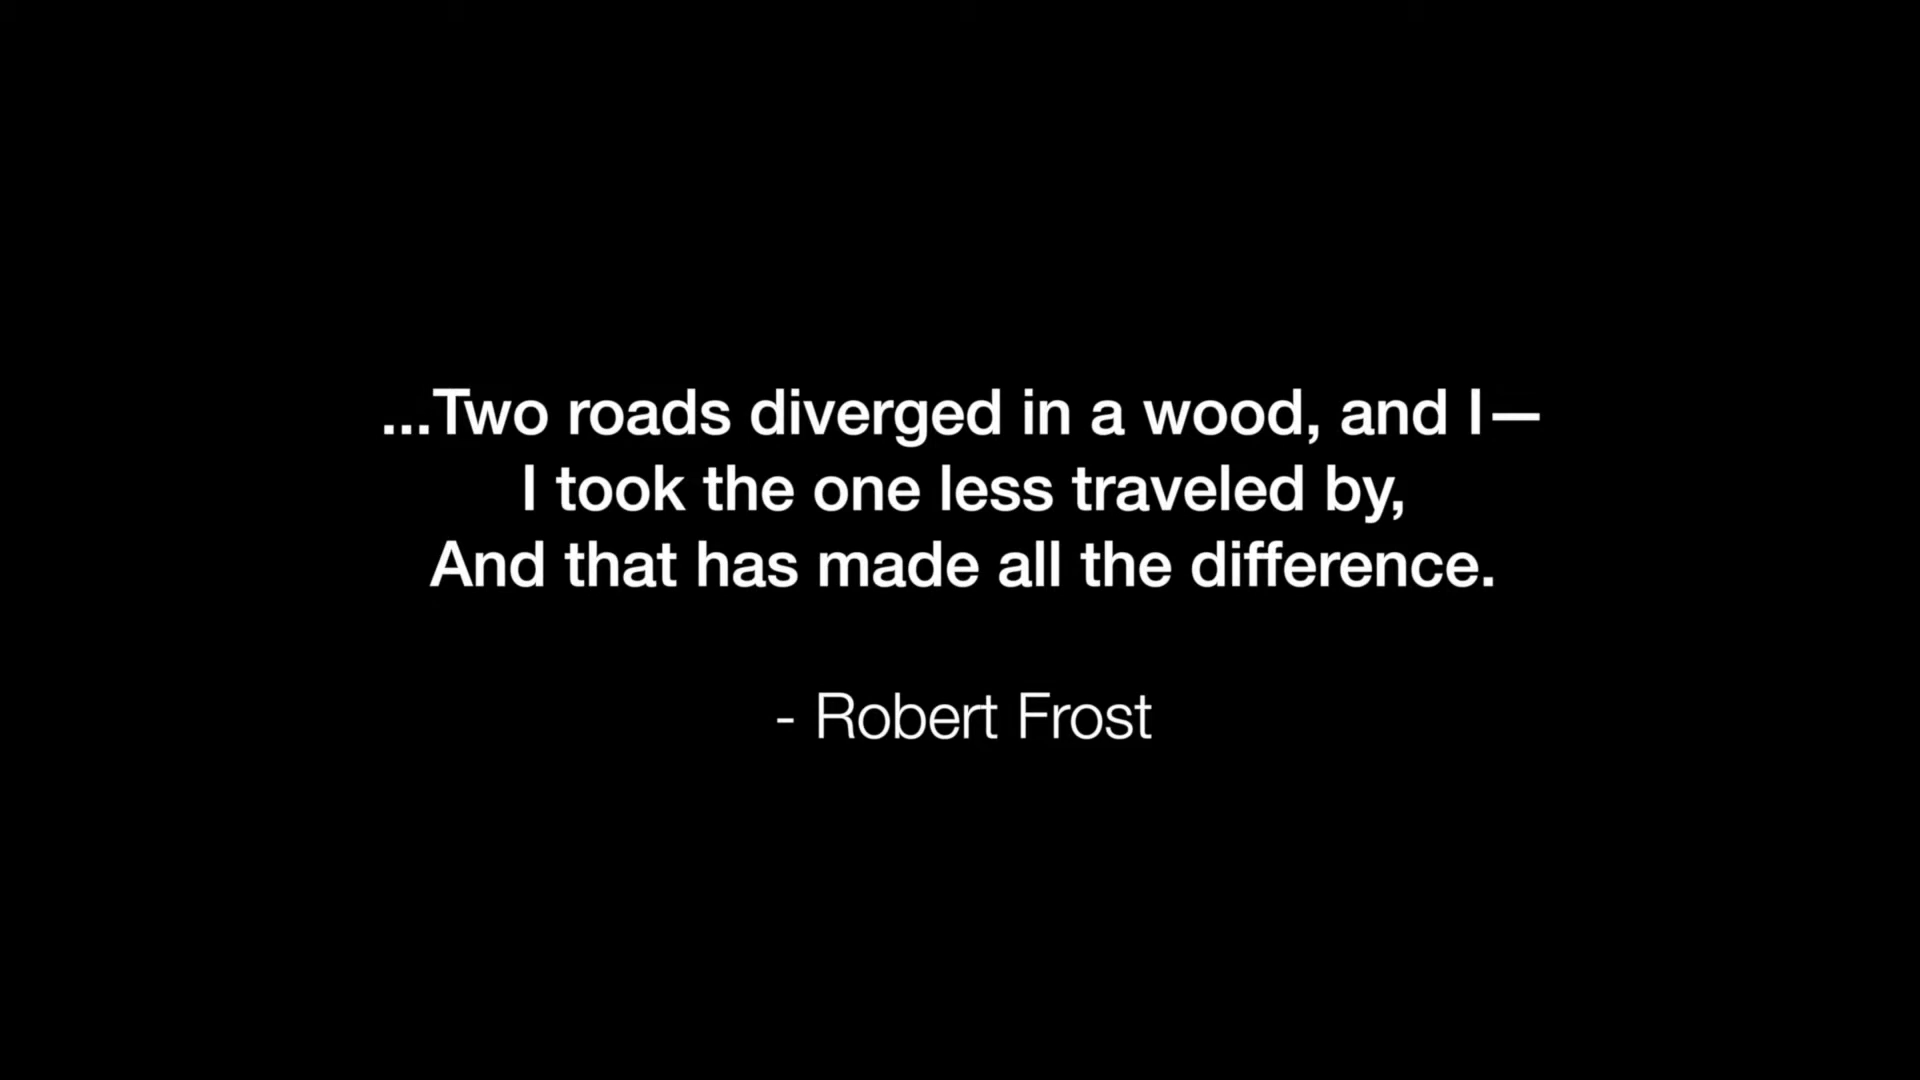 ...Two roads diverged in a wood, and I—
I took the one less traveled by,
And that has made all the difference.
- Robert Frost